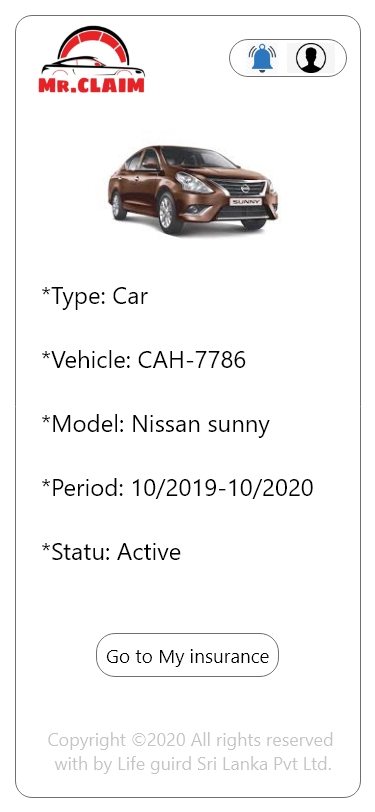 MR.CLAIM
SUNNY
*Type: Car
*Vehicle: CAH-7786
*Model: Nissan sunny
*Period: 10/2019-10/2020
*Statu: Active
Go to My insurance
Copyright ©2020 All rights reserved
with by Life guird Sri Lanka Pvt Ltd.